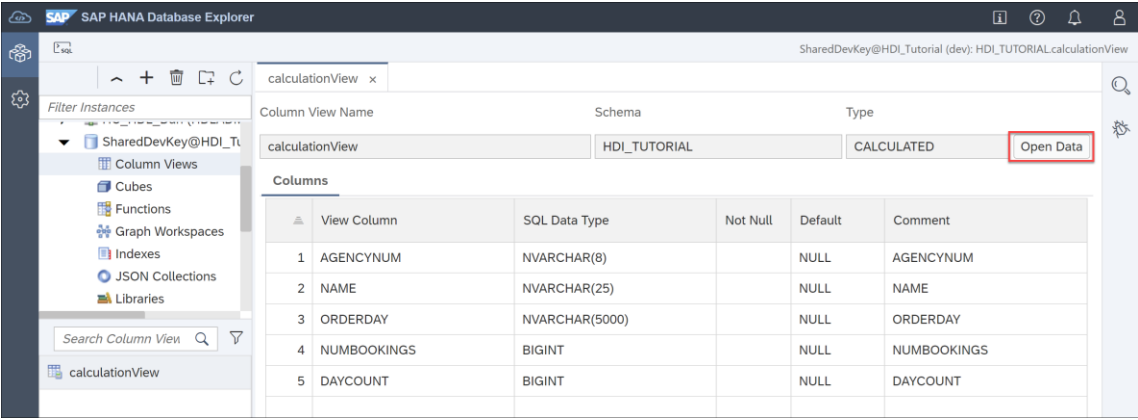 SAP SAP HANA Database Explorer
SQL
SharedDevKey@HDI_Tutorial (dev): HDI_TUTORIAL.calculationView
calculationView ×
Filter Instances
SharedDevKey@HDI_Tu
Column Views
Cubes
Functions
Graph Workspaces
Indexes
JSON Collections
Libraries
Search Column View
calculationView
Column View Name Schema Type
calculationView HDI_TUTORIAL CALCULATED Open Data
Columns
View Column SQL Data Type Not Null Default Comment
1 AGENCYNUM NVARCHAR(8) NULL AGENCYNUM
2 NAME NVARCHAR(25) NULL NAME
3 ORDERDAY NVARCHAR(5000) NULL ORDERDAY
4 NUMBOOKINGS BIGINT NULL NUMBOOKINGS
5 DAYCOUNT BIGINT NULL DAYCOUNT